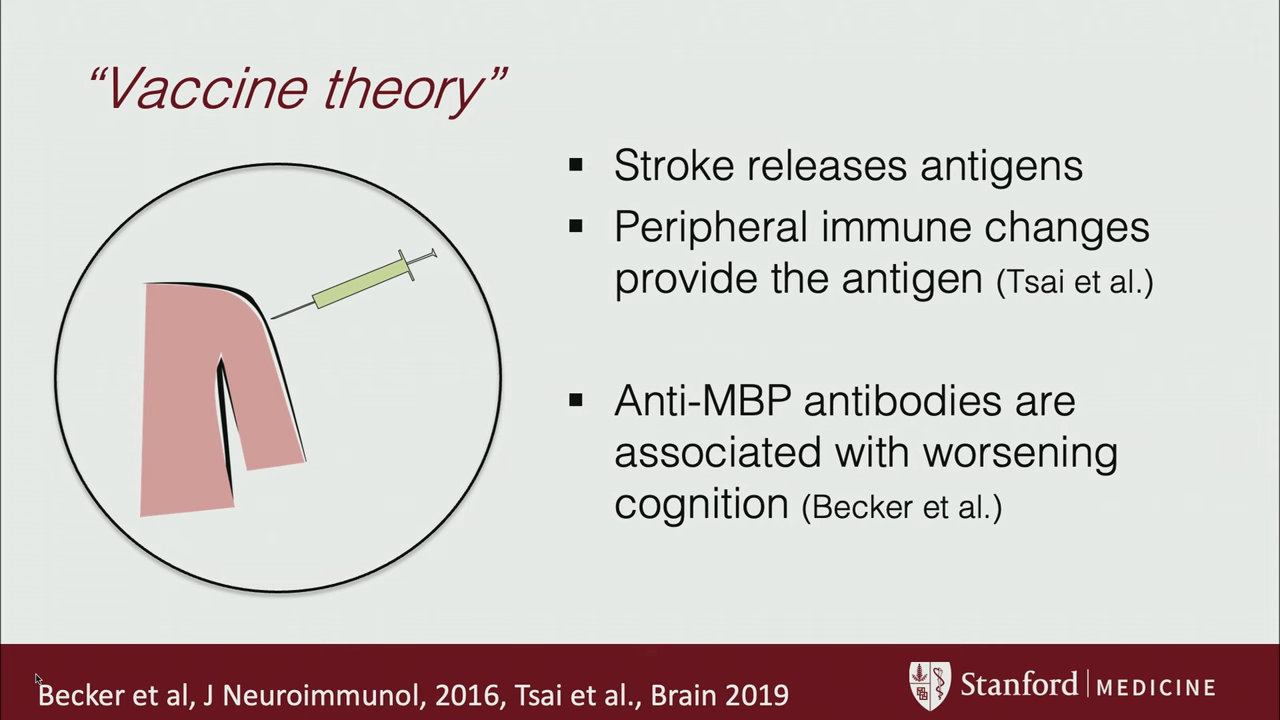 “Vaccine theory”
▪ Stroke releases antigens
▪ Peripheral immune changes
provide the antigen (Tsai et al.)
▪ Anti-MBP antibodies are
associated with worsening
cognition (Becker et al.)
Becker et al, J Neuroimmunol, 2016, Tsai et al., Brain 2019
Stanford | MEDICINE